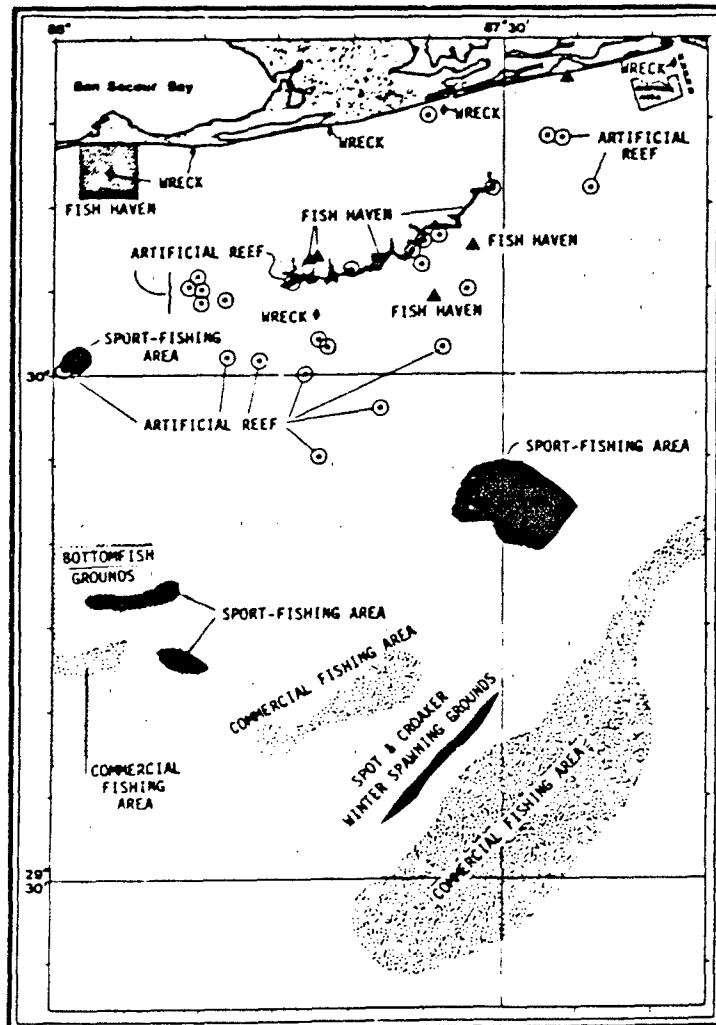 88°
87°30'
Bon Secour Bay
WRECK
WRECK
WRECK
WRECK
ARTIFICIAL
REEF
FISH HAVEN
FISH HAVEN
FISH HAVEN
ARTIFICIAL REEF
WRECK
FISH HAVEN
SPORT-FISHING
AREA
30°
ARTIFICIAL REEF
SPORT-FISHING AREA
BOTTOMFISH
GROUNDS
SPORT-FISHING AREA
COMMERCIAL FISHING AREA
SPOT & CROAKER
WINTER SPAWNING GROUNDS
COMMERCIAL
FISHING
AREA
COMMERCIAL FISHING AREA
29°
30'